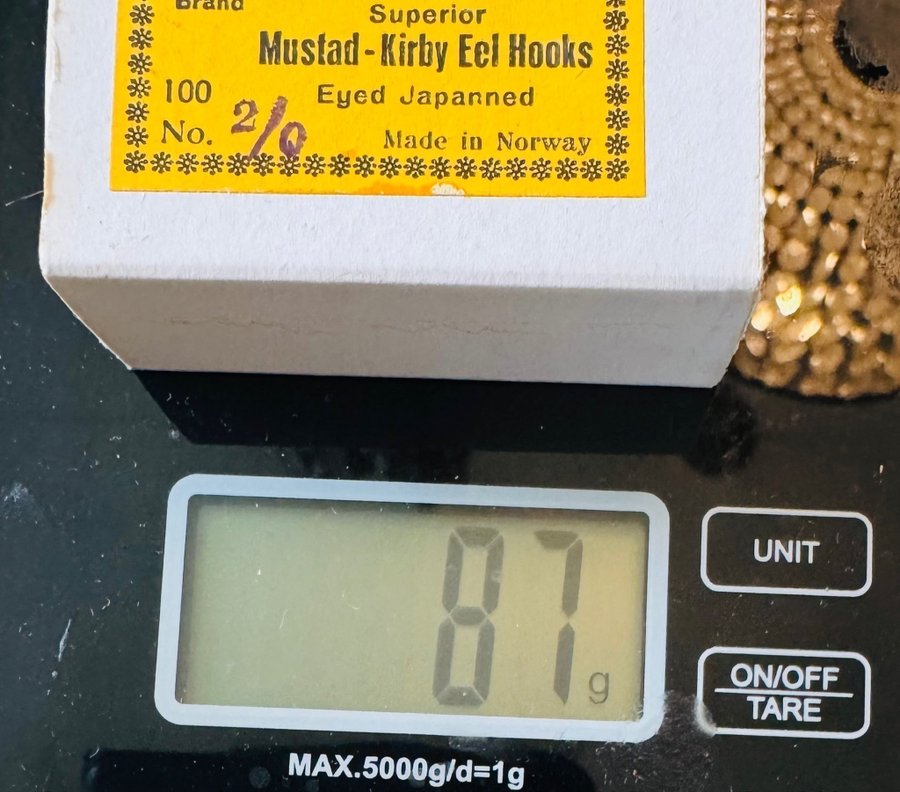 Brand
Superior
Mustad-Kirby Eel Hooks
100
Eyed Japanned
No. 2/0
Made in Norway
87 g
UNIT
ON/OFF
TARE
MAX.5000g/d=1g